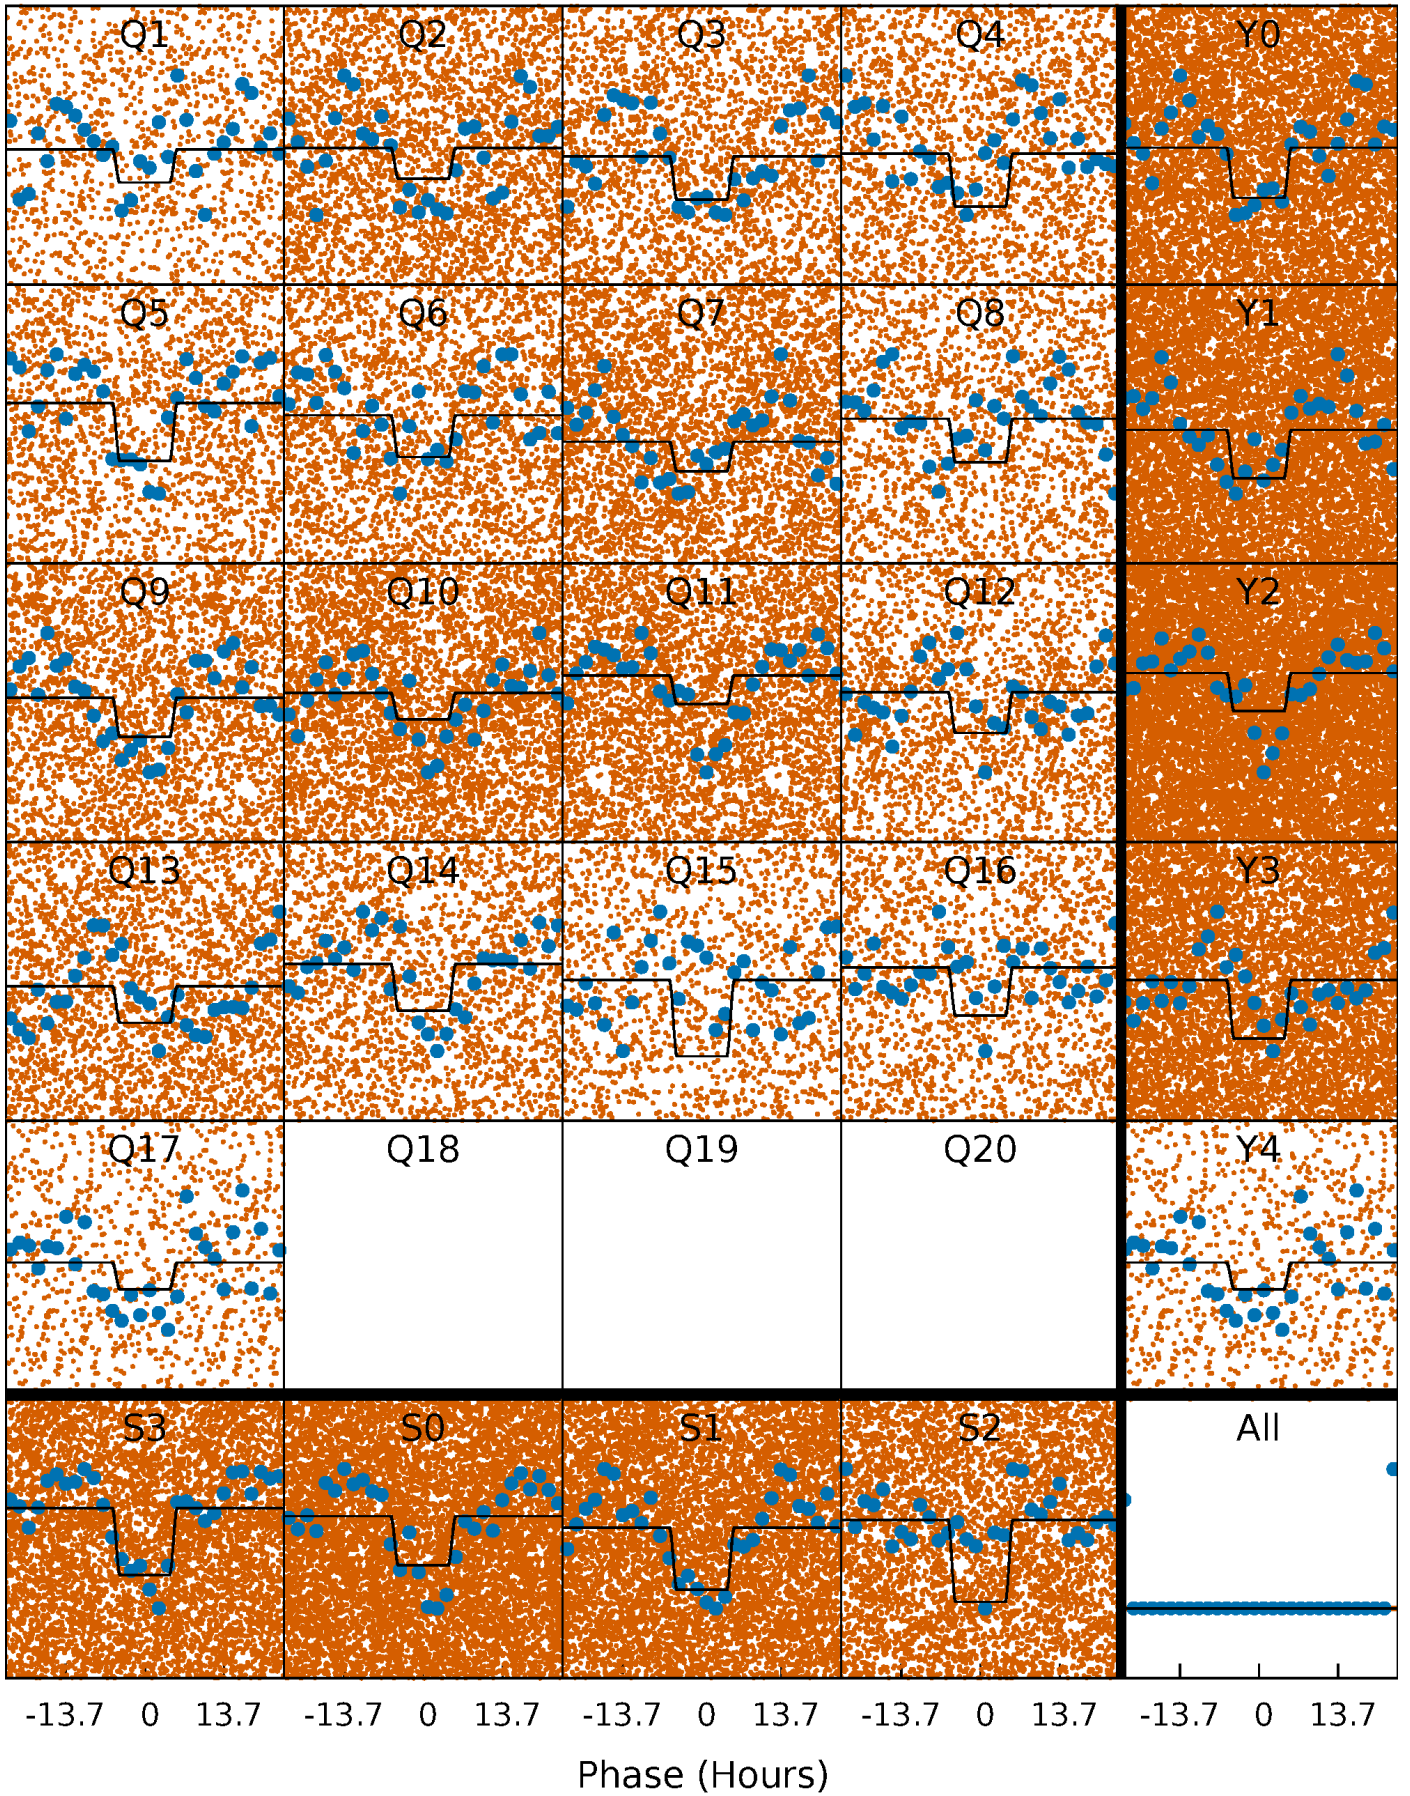 Q1 Q2 Q3 Q4 Y0
Q5 Q6 Q7 Q8 Y1
Q9 Q10 Q11 Q12 Y2
Q13 Q14 Q15 Q16 Y3
Q17 Q18 Q19 Q20 Y4
S3 S0 S1 S2 All
-13.7 0 13.7 -13.7 0 13.7 -13.7 0 13.7 -13.7 0 13.7 -13.7 0 13.7
Phase (Hours)